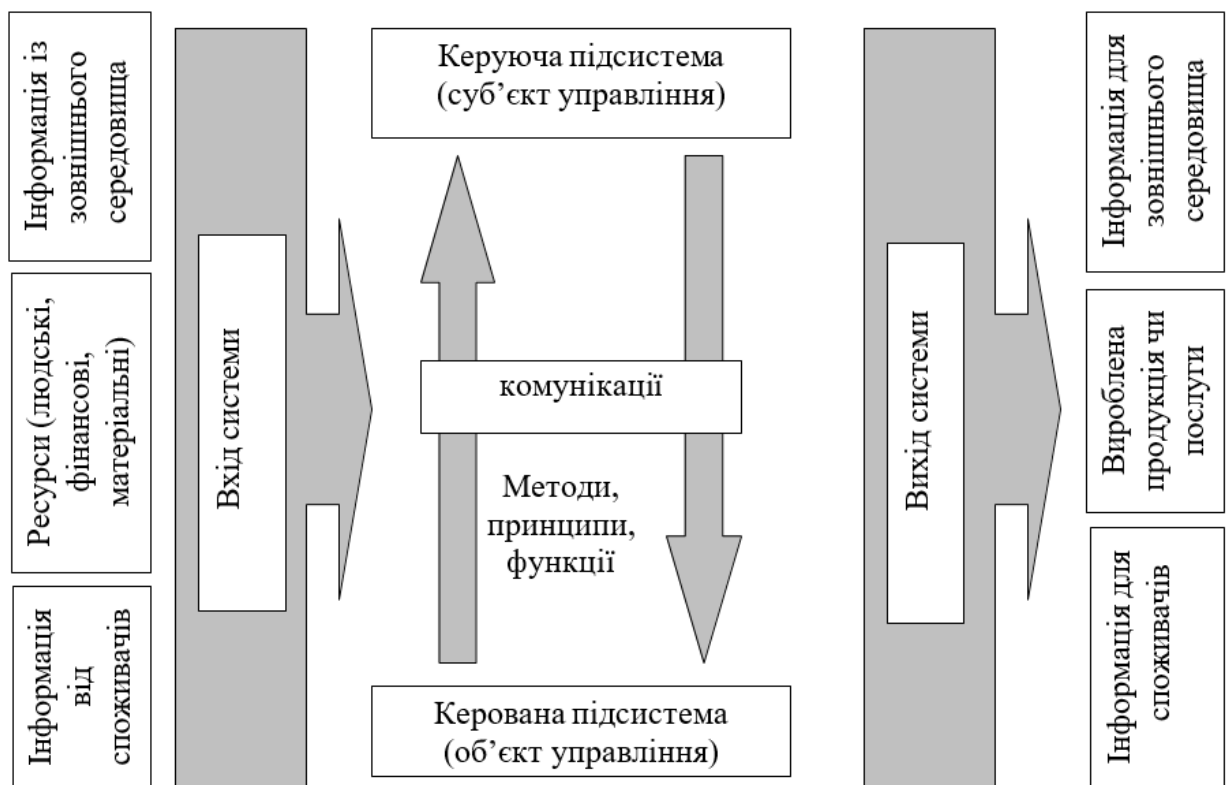 Інформація із
зовнішнього
середовища
Ресурси (людські,
фінансові,
матеріальні)
Інформація
від
споживачів
Вхід системи
Керуюча підсистема
(суб’єкт управління)
комунікації
Методи,
принципи,
функції
Керована підсистема
(об’єкт управління)
Вихід системи
Інформація для
зовнішнього
середовища
Вироблена
продукція чи
послуги
Інформація для
споживачів